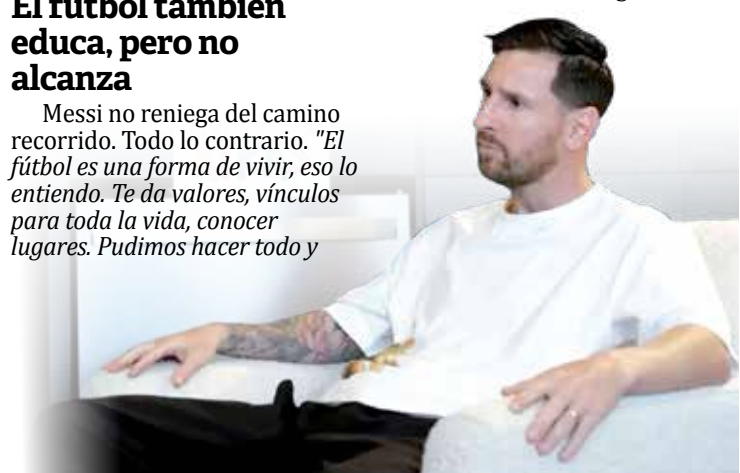 El fútbol también
educa, pero no
alcanza
Messi no reniega del camino
recorrido. Todo lo contrario. "El
fútbol es una forma de vivir, eso lo
entiendo. Te da valores, vínculos
para toda la vida, conocer
lugares. Pudimos hacer todo y